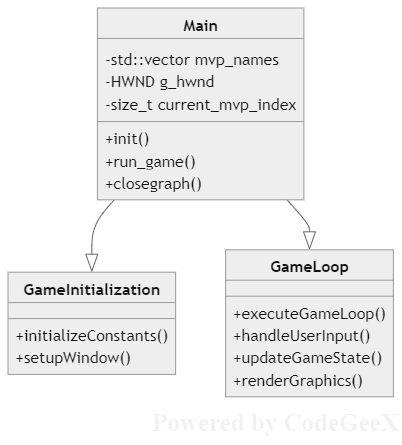 Main
-std::vector mvp_names
-HWND g_hwnd
-size_t current_mvp_index
+init()
+run_game()
+closegraph()
GameInitialization
+initializeConstants()
+setupWindow()
GameLoop
+executeGameLoop()
+handleUserInput()
+updateGameState()
+renderGraphics()
Powered by CodeGeeX